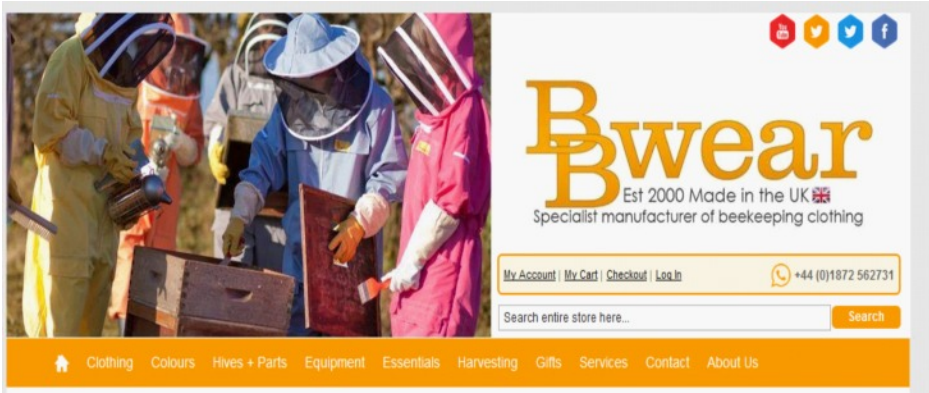 BBwear
Est 2000 Made in the UK
Specialist manufacturer of beekeeping clothing
My Account | My Cart | Checkout | Log In
+44 (0)1872 562731
Search entire store here...
Search
Clothing Colours Hives + Parts Equipment Essentials Harvesting Gifts Services Contact About Us